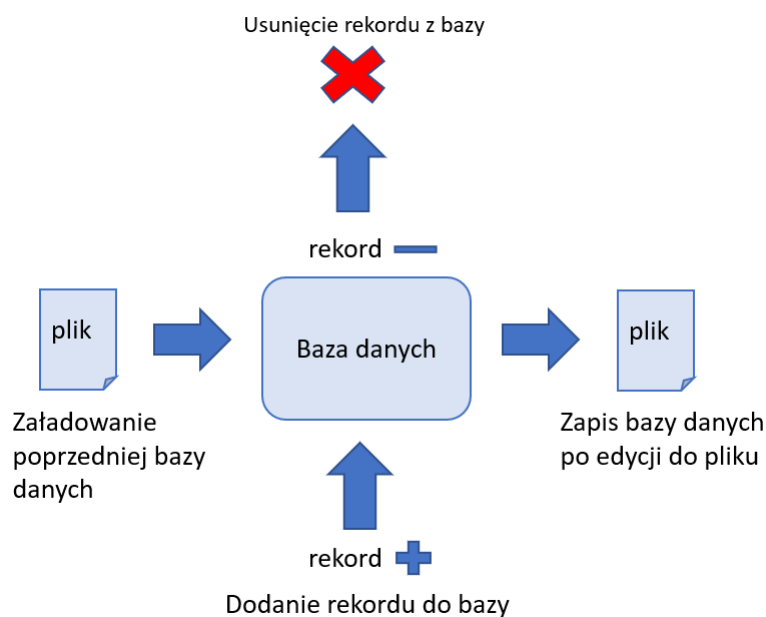 Usunięcie rekordu z bazy
rekord
plik
Baza danych
plik
Załadowanie
poprzedniej bazy
danych
Zapis bazy danych
po edycji do pliku
rekord
Dodanie rekordu do bazy